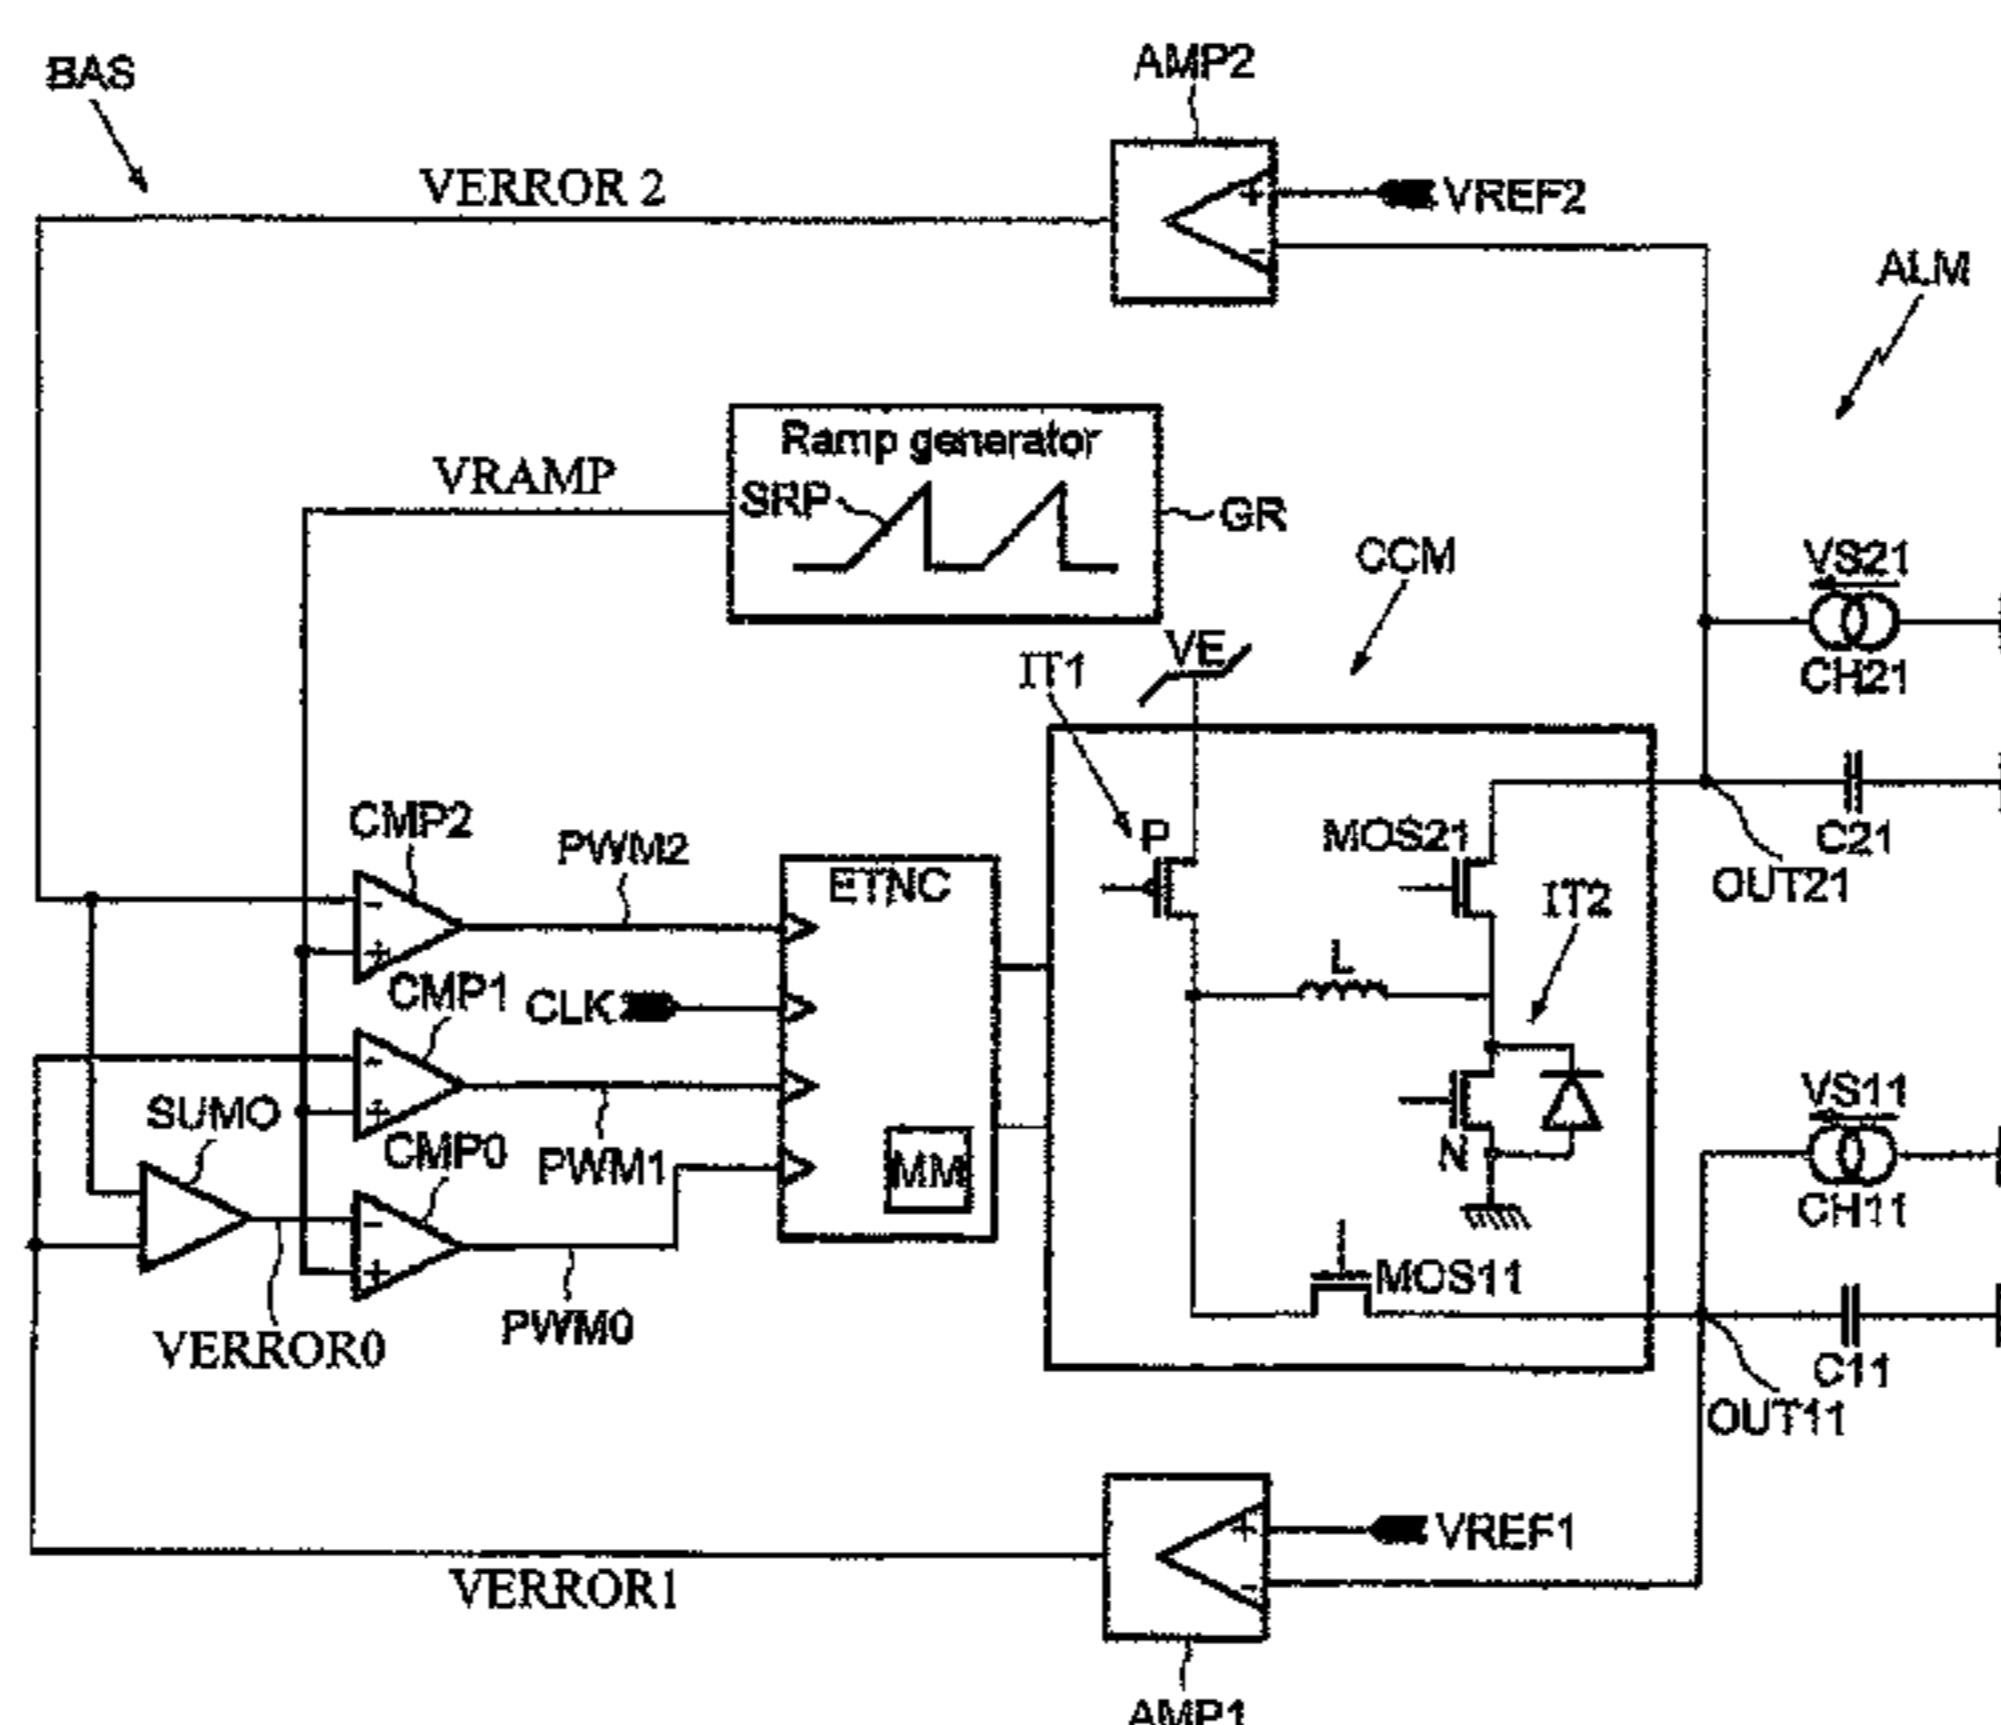 BAS
AMP2
VERROR 2
+
VREF2
-
ALM
Ramp generator
VRAMP
SRP
GR
CCM
VS21
VE
IT1
CH21
CMP2
PWM2
P
MOS21
C21
ETNC
OUT21
IT2
-
+
L
CMP1
CLK
-
VS11
SUMO
+
CMP0
PWM1
MM
N
CH11
-
+
MOS11
PWM0
VERROR0
C11
OUT11
+
VREF1
-
VERROR1
AMP1